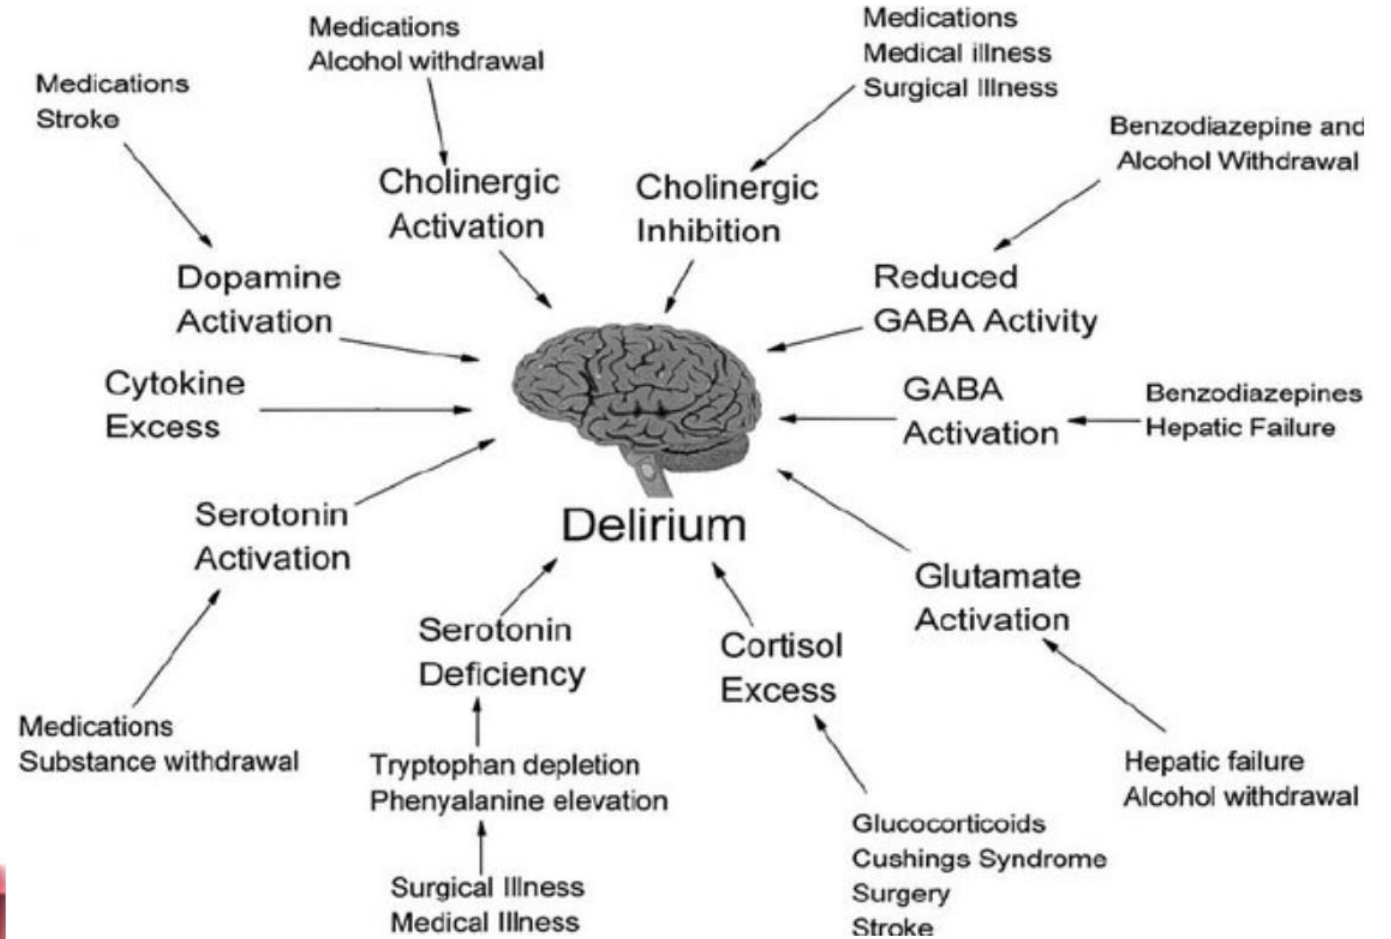 Medications
Alcohol withdrawal
Medications
Medical illness
Surgical Illness
Medications
Stroke
Benzodiazepine and
Alcohol Withdrawal
Cholinergic
Activation
Cholinergic
Inhibition
Dopamine
Activation
Reduced
GABA Activity
Cytokine
Excess
GABA
Activation
Benzodiazepines
Hepatic Failure
Serotonin
Activation
Delirium
Glutamate
Activation
Serotonin
Deficiency
Cortisol
Excess
Medications
Substance withdrawal
Tryptophan depletion
Phenyalanine elevation
Hepatic failure
Alcohol withdrawal
Surgical Illness
Medical Illness
Glucocorticoids
Cushings Syndrome
Surgery
Stroke